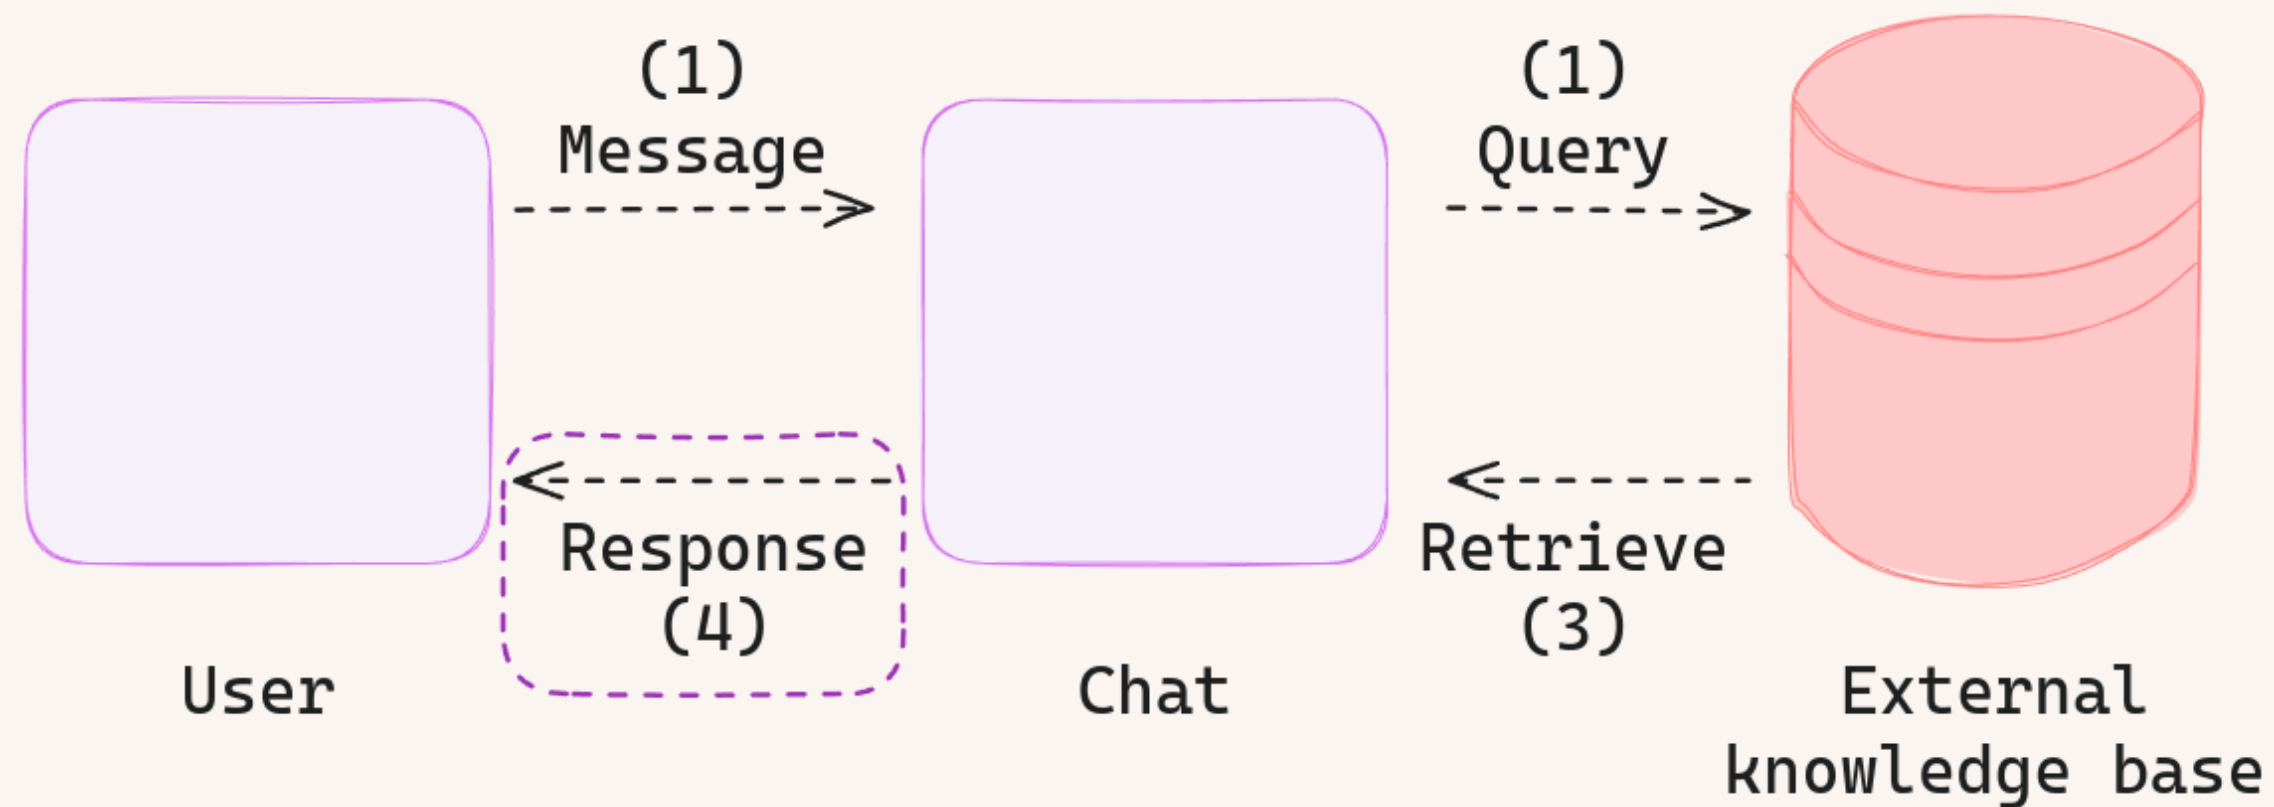 (1)
Message
(1)
Query
Response
(4)
Retrieve
(3)
User
Chat
External
knowledge base